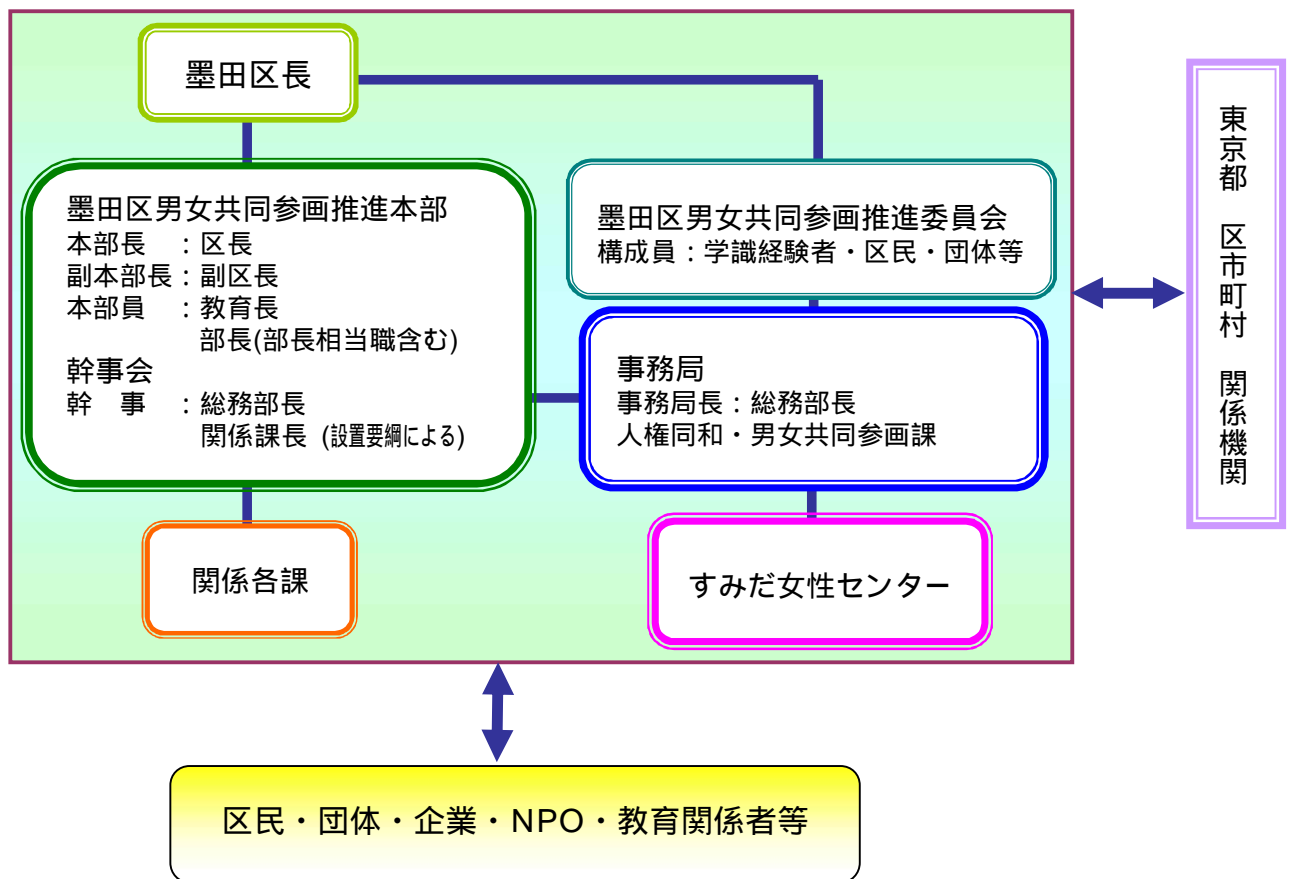 墨田区長
墨田区男女共同参画推進本部
本部長　：区長
副本部長：副区長
本部員　：教育長
部長(部長相当職含む)
幹事会
幹　事　：総務部長
関係課長 (設置要綱による)
墨田区男女共同参画推進委員会
構成員：学識経験者・区民・団体等
事務局
事務局長：総務部長
人権同和・男女共同参画課
関係各課
すみだ女性センター
東京都　区市町村　関係機関
区民・団体・企業・NPO・教育関係者等